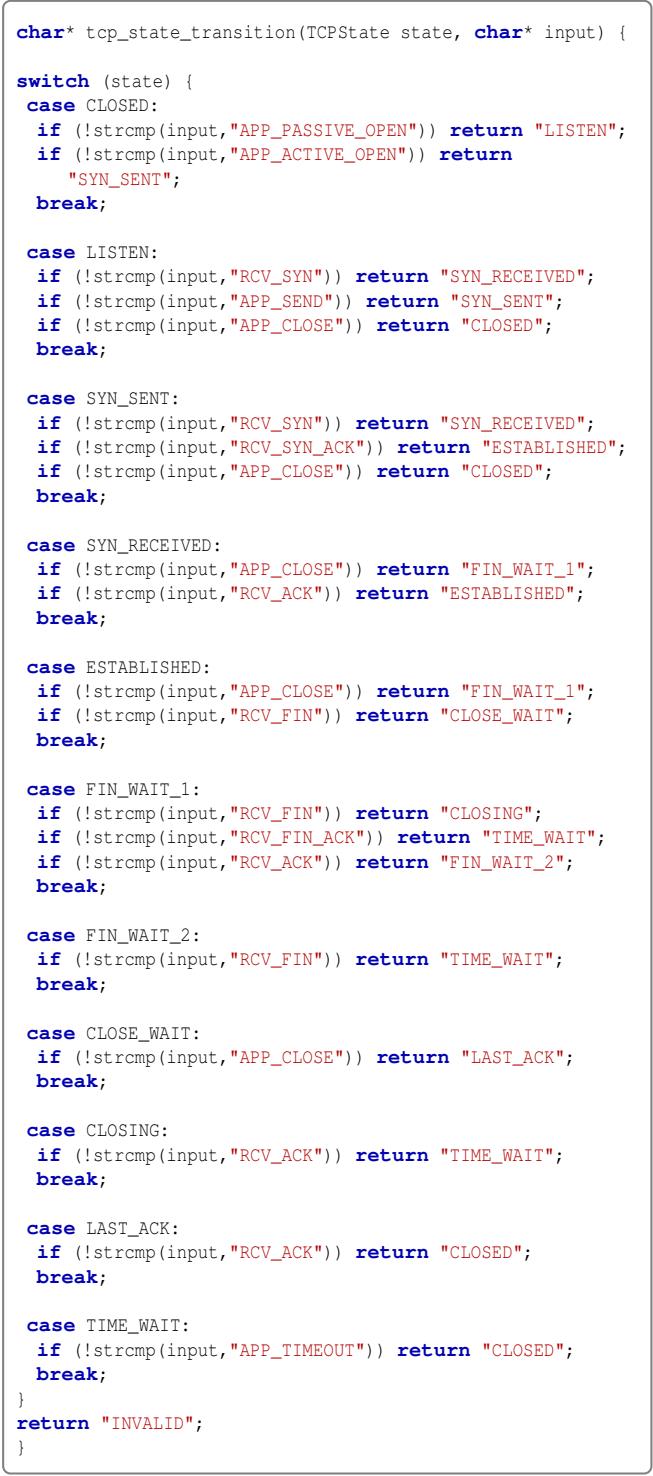 char* tcp_state_transition(TCPState state, char* input) {
switch (state) {
case CLOSED:
if (!strcmp(input,"APP_PASSIVE_OPEN")) return "LISTEN";
if (!strcmp(input,"APP_ACTIVE_OPEN")) return
"SYN_SENT";
break;
case LISTEN:
if (!strcmp(input,"RCV_SYN")) return "SYN_RECEIVED";
if (!strcmp(input,"APP_SEND")) return "SYN_SENT";
if (!strcmp(input,"APP_CLOSE")) return "CLOSED";
break;
case SYN_SENT:
if (!strcmp(input,"RCV_SYN")) return "SYN_RECEIVED";
if (!strcmp(input,"RCV_SYN_ACK")) return "ESTABLISHED";
if (!strcmp(input,"APP_CLOSE")) return "CLOSED";
break;
case SYN_RECEIVED:
if (!strcmp(input,"APP_CLOSE")) return "FIN_WAIT_1";
if (!strcmp(input,"RCV_ACK")) return "ESTABLISHED";
break;
case ESTABLISHED:
if (!strcmp(input,"APP_CLOSE")) return "FIN_WAIT_1";
if (!strcmp(input,"RCV_FIN")) return "CLOSE_WAIT";
break;
case FIN_WAIT_1:
if (!strcmp(input,"RCV_FIN")) return "CLOSING";
if (!strcmp(input,"RCV_FIN_ACK")) return "TIME_WAIT";
if (!strcmp(input,"RCV_ACK")) return "FIN_WAIT_2";
break;
case FIN_WAIT_2:
if (!strcmp(input,"RCV_FIN")) return "TIME_WAIT";
break;
case CLOSE_WAIT:
if (!strcmp(input,"APP_CLOSE")) return "LAST_ACK";
break;
case CLOSING:
if (!strcmp(input,"RCV_ACK")) return "TIME_WAIT";
break;
case LAST_ACK:
if (!strcmp(input,"RCV_ACK")) return "CLOSED";
break;
case TIME_WAIT:
if (!strcmp(input,"APP_TIMEOUT")) return "CLOSED";
break;
}
return "INVALID";
}